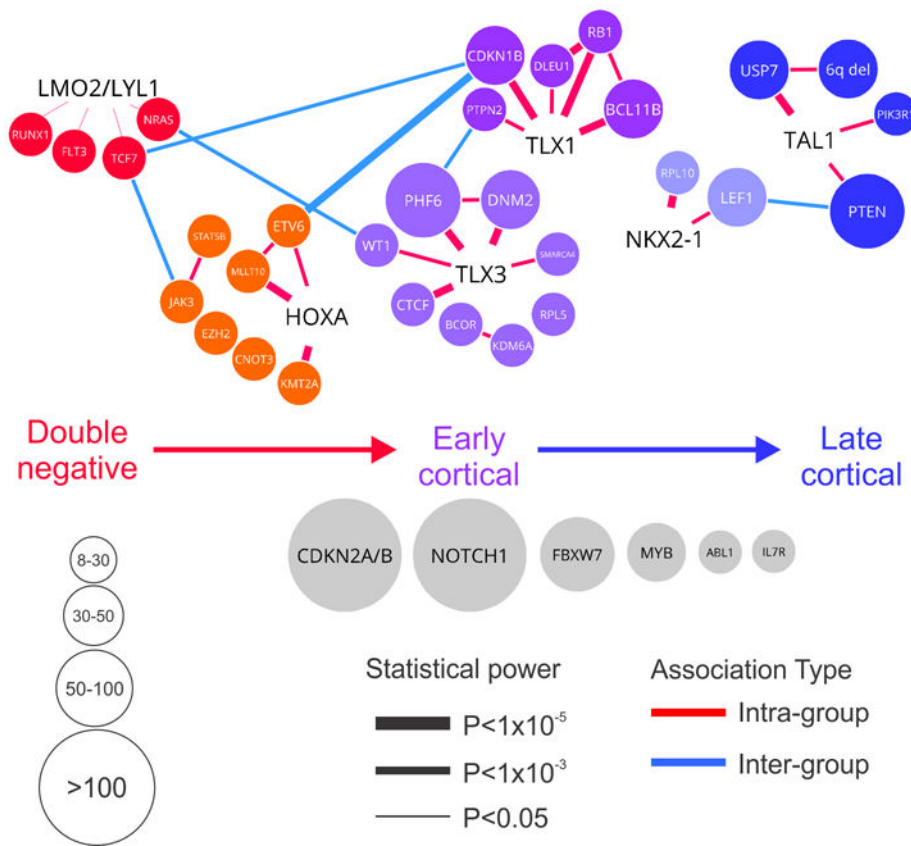 LMO2/LYL1
RUNX1
FLT3
TCF7
NRAS
CDKN1B
DLEU1
RB1
PTPN2
BCL11B
TLX1
USP7
6q del
PIK3R1
TAL1
RPL10
LEF1
PTEN
NKX2-1
PHF6
DNM2
WT1
TLX3
SMARCA4
CTCF
BCOR
KDM6A
RPL5
STAT5B
ETV6
MLLT10
JAK3
HOXA
EZH2
CNOT3
KMT2A
Double
negative
Early
cortical
Late
cortical
CDKN2A/B
NOTCH1
FBXW7
MYB
ABL1
IL7R
8-30
30-50
50-100
>100
Statistical power
P<1x10⁻⁵
P<1x10⁻³
P<0.05
Association Type
Intra-group
Inter-group